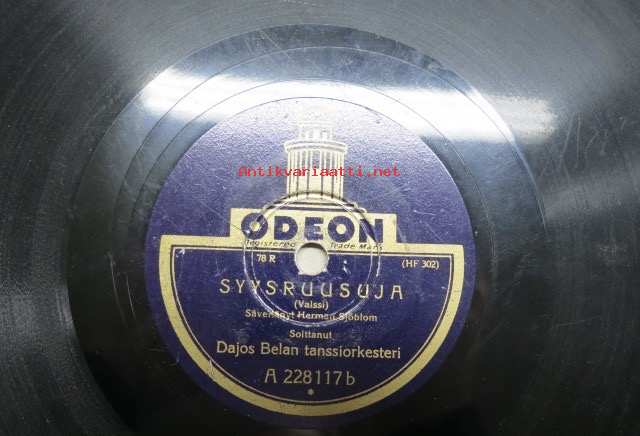 Antikvariaatti.net
ODEON
Registered Trade Mark
78 R (HF 302)
SYYSRUUSUJA
(Valssi)
Säveltänyt Herman Sjöblom
Soittanut
Dajos Belan tanssiorkesteri
A 228117b